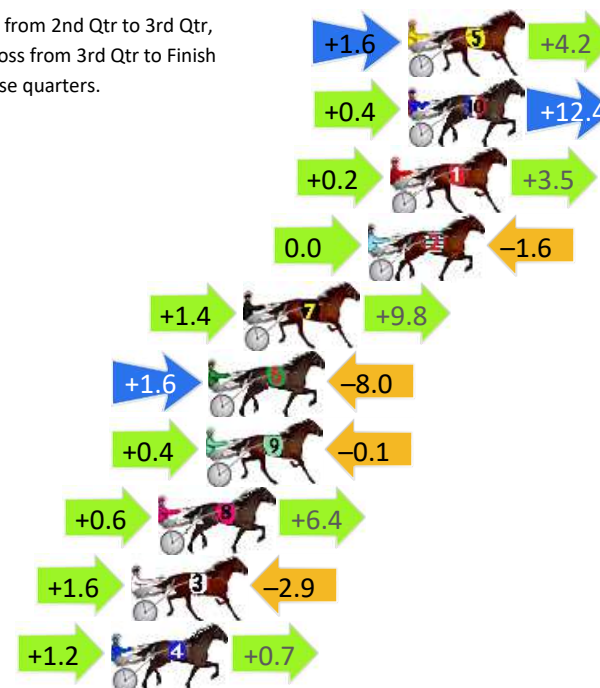 from 2nd Qtr to 3rd Qtr,
oss from 3rd Qtr to Finish
se quarters.
+1.6 5 +4.2
+0.4 10 +12.4
+0.2 1 +3.5
0.0 2 –1.6
+1.4 7 +9.8
+1.6 6 –8.0
+0.4 9 –0.1
+0.6 8 +6.4
+1.6 3 –2.9
+1.2 4 +0.7